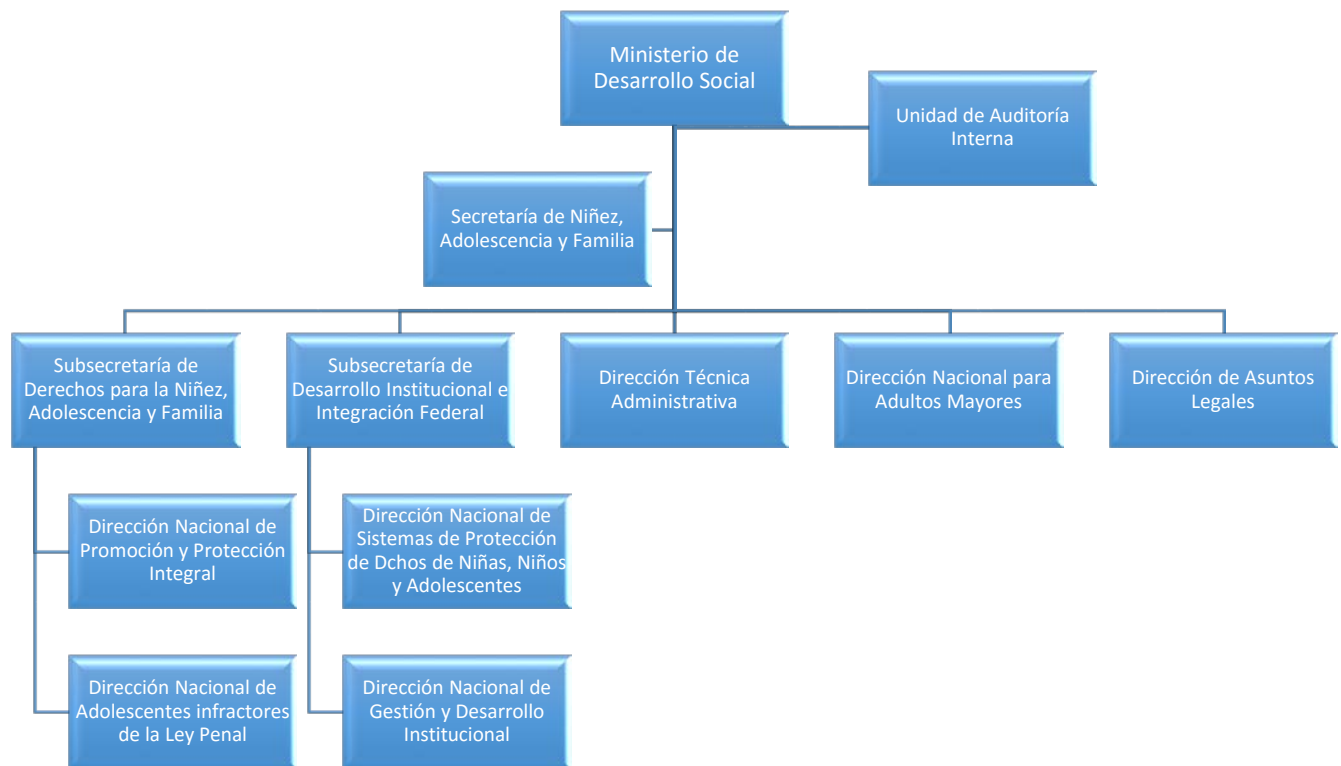 Ministerio de
Desarrollo Social
Unidad de Auditoría
Interna
Secretaría de Niñez,
Adolescencia y Familia
Subsecretaría de
Derechos para la Niñez,
Adolescencia y Familia
Subsecretaría de
Desarrollo Institucional e
Integración Federal
Dirección Técnica
Administrativa
Dirección Nacional para
Adultos Mayores
Dirección de Asuntos
Legales
Dirección Nacional de
Promoción y Protección
Integral
Dirección Nacional de
Sistemas de Protección
de Dchos de Niñas, Niños
y Adolescentes
Dirección Nacional de
Adolescentes infractores
de la Ley Penal
Dirección Nacional de
Gestión y Desarrollo
Institucional